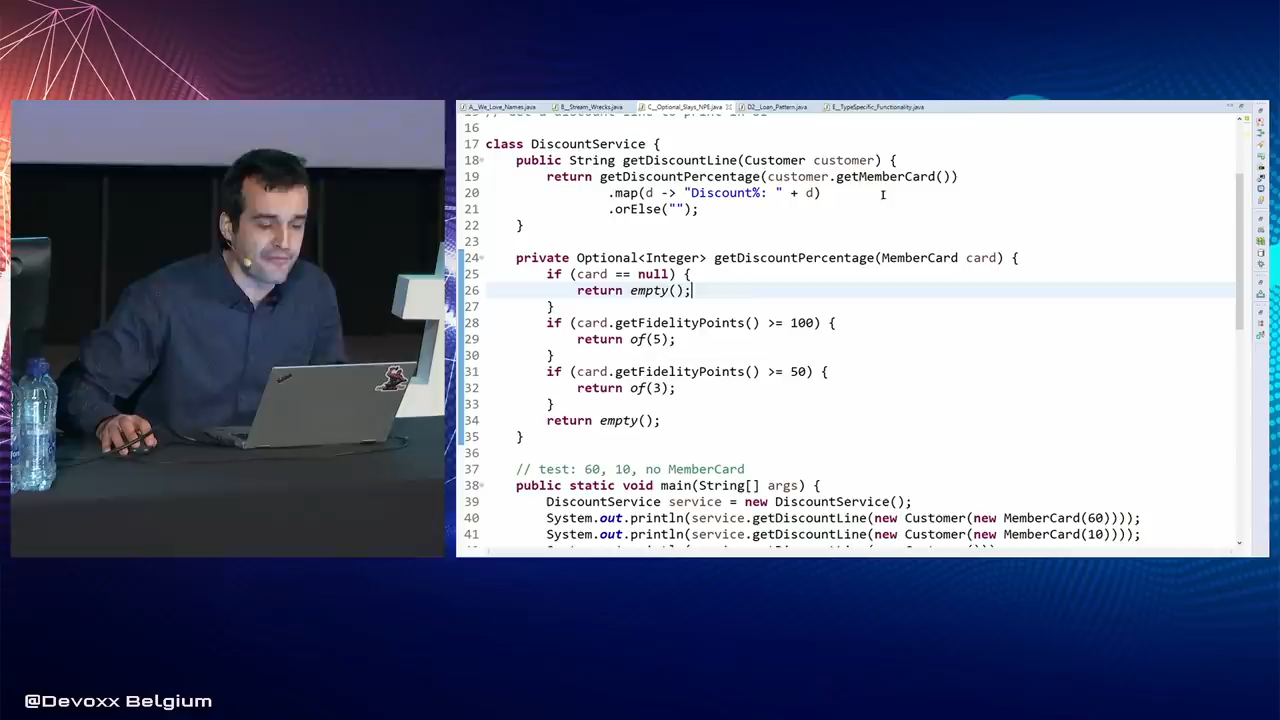 A__We_Love_Names.java
B__Stream_Wrecks.java
C__Optional_Slays_NPE.java
D2__Loan_Pattern.java
E__TypeSpecific_Functionality.java
16
17 class DiscountService {
18 public String getDiscountLine(Customer customer) {
19 return getDiscountPercentage(customer.getMemberCard())
20 .map(d -> "Discount%: " + d)
21 .orElse("");
22 }
23
24 private Optional<Integer> getDiscountPercentage(MemberCard card) {
25 if (card == null) {
26 return empty();
27 }
28 if (card.getFidelityPoints() >= 100) {
29 return of(5);
30 }
31 if (card.getFidelityPoints() >= 50) {
32 return of(3);
33 }
34 return empty();
35 }
36
37 // test: 60, 10, no MemberCard
38 public static void main(String[] args) {
39 DiscountService service = new DiscountService();
40 System.out.println(service.getDiscountLine(new Customer(new MemberCard(60))));
41 System.out.println(service.getDiscountLine(new Customer(new MemberCard(10))));
@Devoxx Belgium